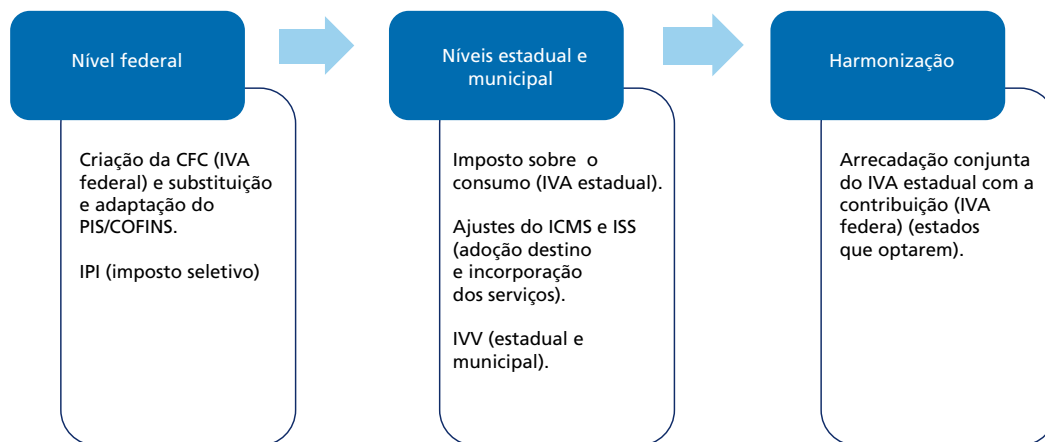 Nível federal
Criação da CFC (IVA
federal) e substituição
e adaptação do
PIS/COFINS.
IPI (imposto seletivo)
Níveis estadual e
municipal
Imposto sobre o
consumo (IVA estadual).
Ajustes do ICMS e ISS
(adoção destino
e incorporação
dos serviços).
IVV (estadual e
municipal).
Harmonização
Arrecadação conjunta
do IVA estadual com a
contribuição (IVA
federa) (estados
que optarem).